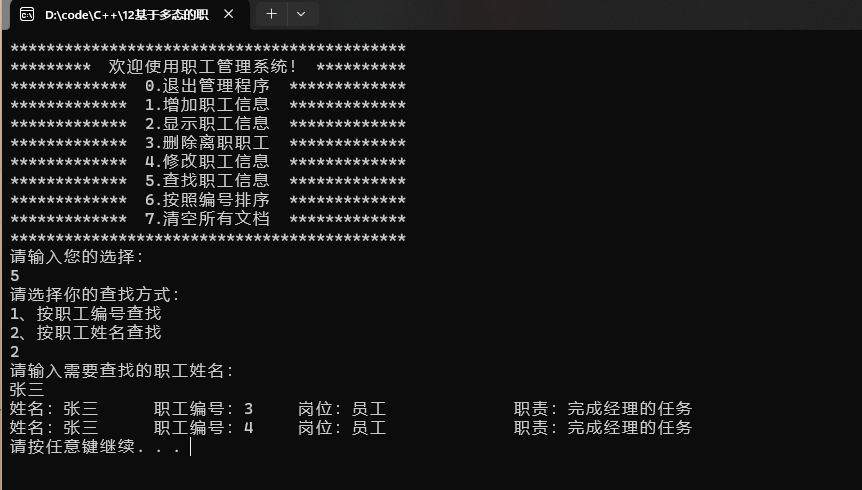 D:\code\C++\12基于多态的职
******************************************** 
*********  欢迎使用职工管理系统!  **********
*************  0.退出管理程序  *************
*************  1.增加职工信息  *************
*************  2.显示职工信息  *************
*************  3.删除离职职工  *************
*************  4.修改职工信息  *************
*************  5.查找职工信息  *************
*************  6.按照编号排序  *************
*************  7.清空所有文档  *************
********************************************
请输入您的选择:
5
请选择你的查找方式:
1、按职工编号查找
2、按职工姓名查找
2
请输入需要查找的职工姓名:
张三
姓名: 张三      职工编号: 3     岗位: 员工              职责: 完成经理的任务
姓名: 张三      职工编号: 4     岗位: 员工              职责: 完成经理的任务
请按任意键继续. . .